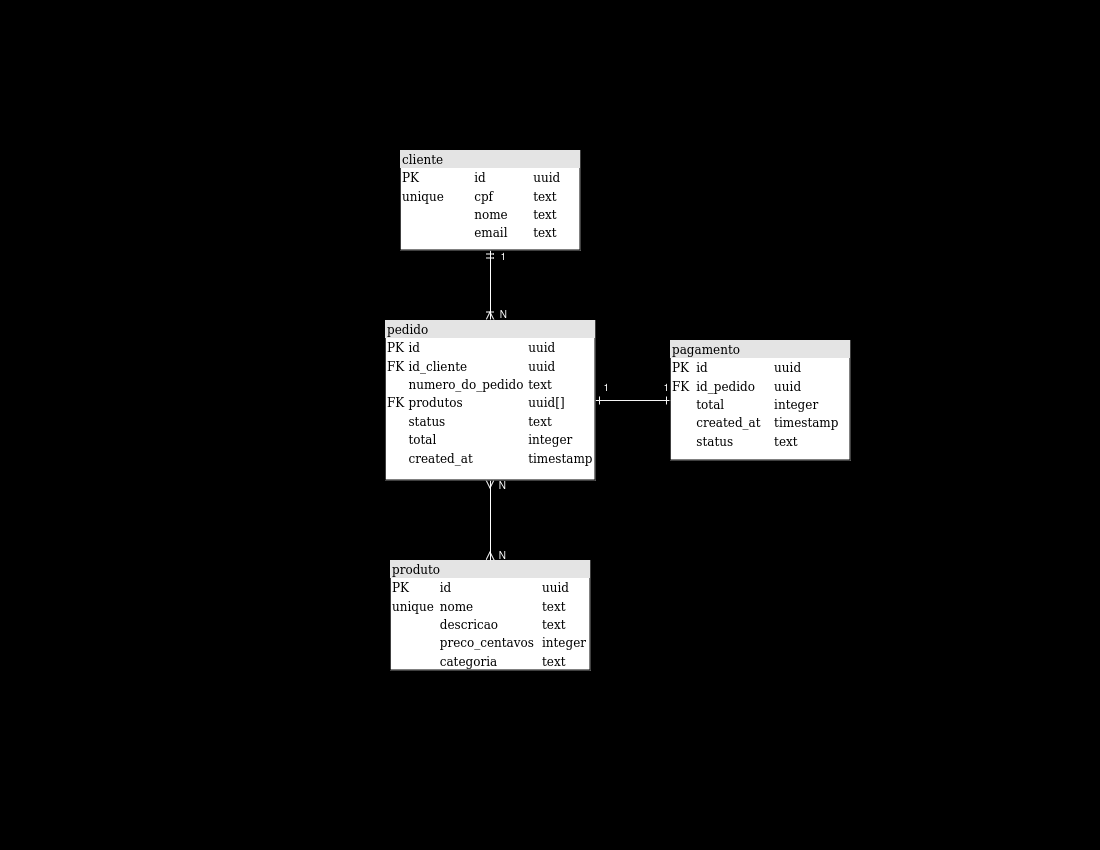 cliente
PK id uuid
unique cpf text
nome text
email text
1
N
pedido
PK id uuid
FK id_cliente uuid
numero_do_pedido text
FK produtos uuid[]
status text
total integer
created_at timestamp
1 1
pagamento
PK id uuid
FK id_pedido uuid
total integer
created_at timestamp
status text
N
N
produto
PK id uuid
unique nome text
descricao text
preco_centavos integer
categoria text